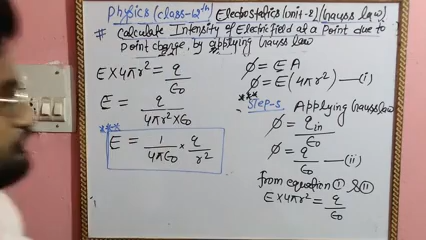 Physics (class-12th) Electrostatics (unit-1) (Gauss law)
# Calculate Intensity of Electric field at a Point due to
Point charge, by applying Gauss law
E×4πr² = q/ε₀
E = q/4πr²×ε₀
E = 1/4πε₀ × q/r²
∅ = EA
∅ = E(4πr²) —(i)
Step-5 Applying Gauss law
∅ = qin/ε₀
∅ = q/ε₀ —(ii)
from equation ① & ②
E×4πr² = q/ε₀